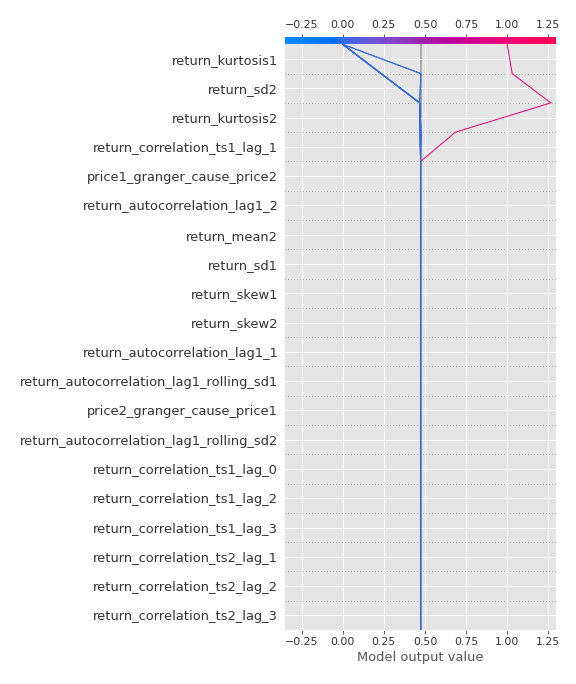 −0.25 0.00 0.25 0.50 0.75 1.00 1.25
return_kurtosis1
return_sd2
return_kurtosis2
return_correlation_ts1_lag_1
price1_granger_cause_price2
return_autocorrelation_lag1_2
return_mean2
return_sd1
return_skew1
return_skew2
return_autocorrelation_lag1_1
return_autocorrelation_lag1_rolling_sd1
price2_granger_cause_price1
return_autocorrelation_lag1_rolling_sd2
return_correlation_ts1_lag_0
return_correlation_ts1_lag_2
return_correlation_ts1_lag_3
return_correlation_ts2_lag_1
return_correlation_ts2_lag_2
return_correlation_ts2_lag_3
−0.25 0.00 0.25 0.50 0.75 1.00 1.25
Model output value